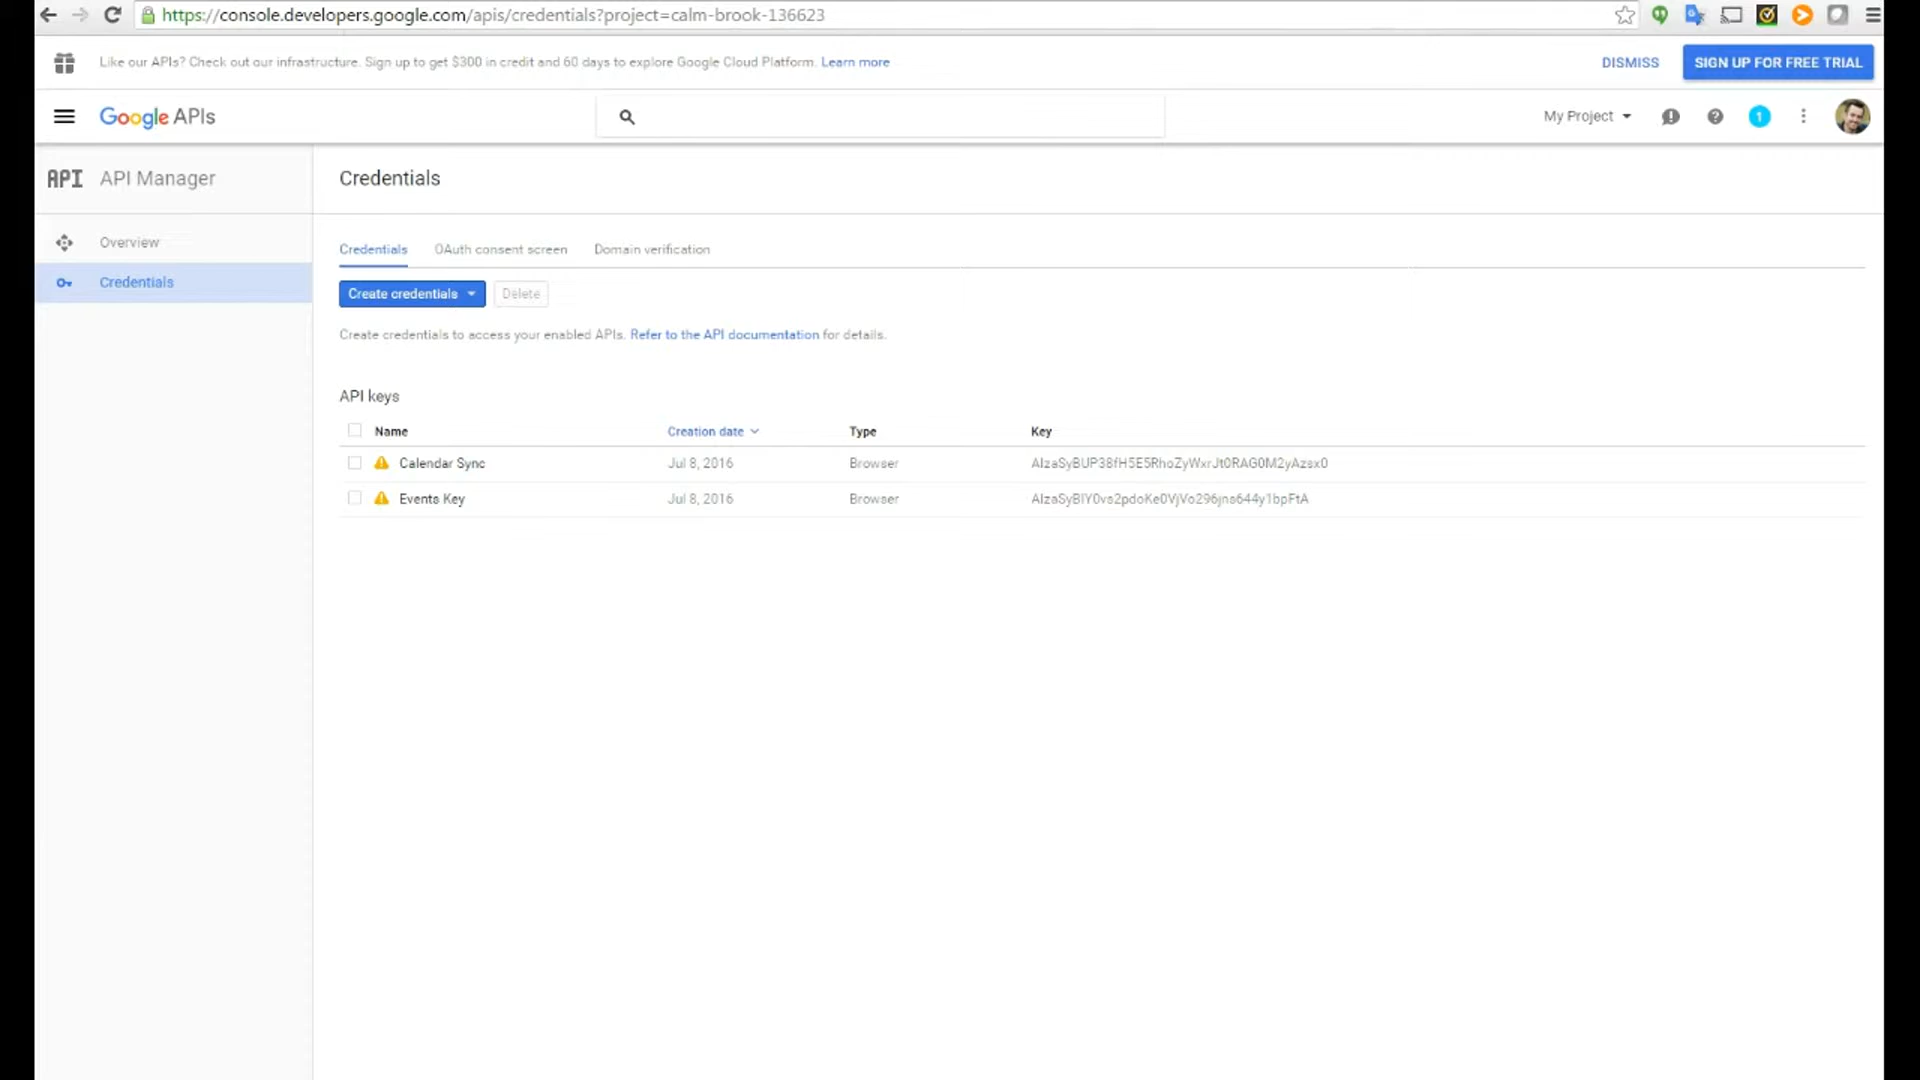 https://console.developers.google.com/apis/credentials?project=calm-brook-136623
Like our APIs? Check out our infrastructure. Sign up to get $300 in credit and 60 days to explore Google Cloud Platform. Learn more
DISMISS
SIGN UP FOR FREE TRIAL
Google APIs
My Project
1
API API Manager
Credentials
Overview
Credentials
Credentials OAuth consent screen Domain verification
Create credentials Delete
Create credentials to access your enabled APIs. Refer to the API documentation for details.
API keys
Name Creation date Type Key
Calendar Sync Jul 8, 2016 Browser
Events Key Jul 8, 2016 Browser